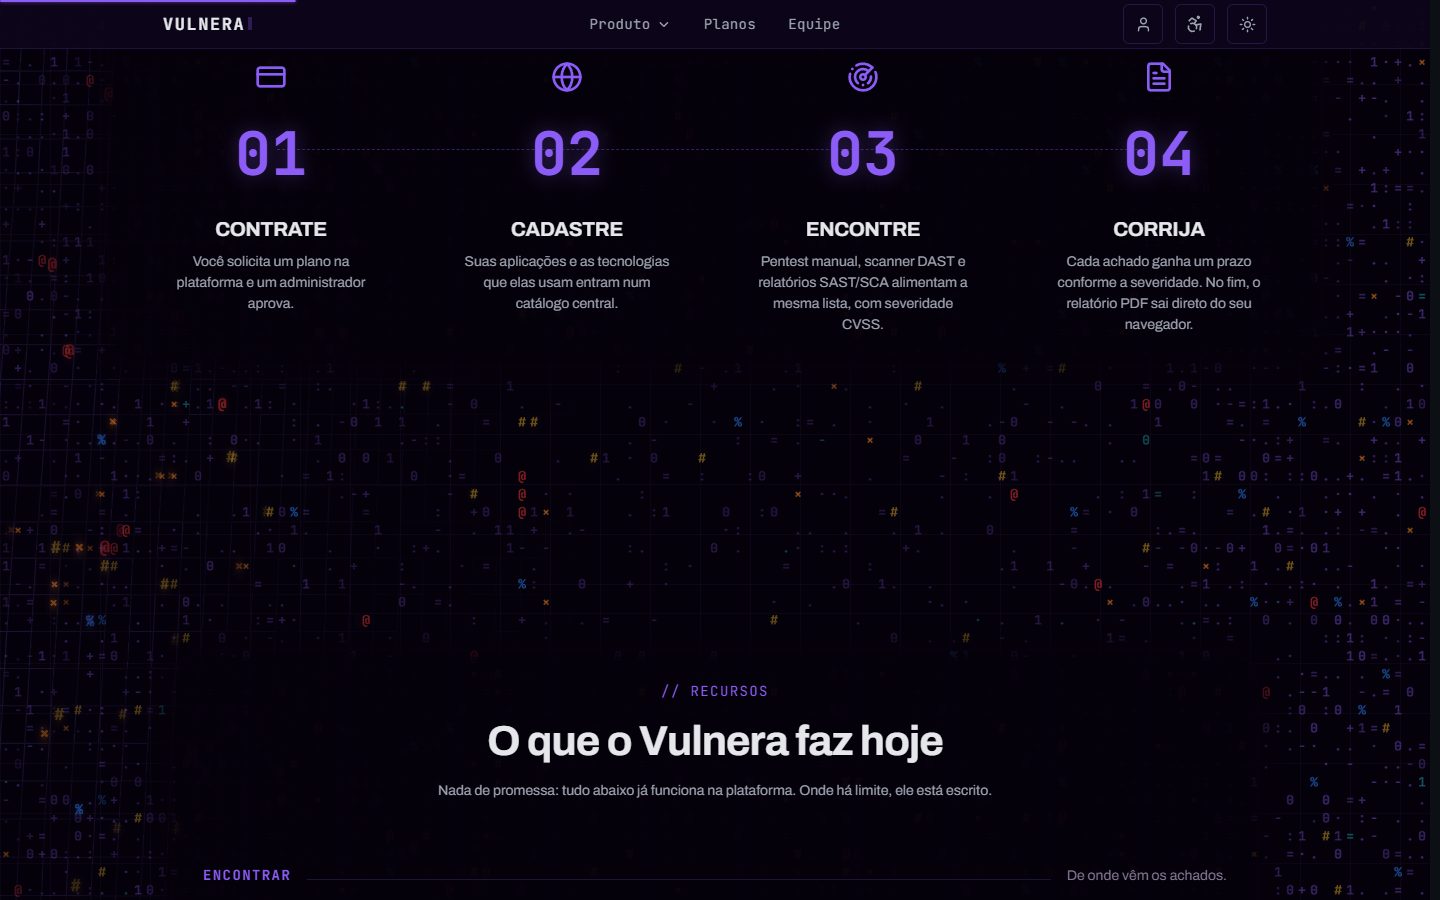 VULNERA
Produto
Planos
Equipe
01
02
03
04
CONTRATE
CADASTRE
ENCONTRE
CORRIJA
Você solicita um plano na
plataforma e um administrador
aprova.
Suas aplicações e as tecnologias
que elas usam entram num
catálogo central.
Pentest manual, scanner DAST e
relatórios SAST/SCA alimentam a
mesma lista, com severidade
CVSS.
Cada achado ganha um prazo
conforme a severidade. No fim, o
relatório PDF sai direto do seu
navegador.
// RECURSOS
O que o Vulnera faz hoje
Nada de promessa: tudo abaixo já funciona na plataforma. Onde há limite, ele está escrito.
ENCONTRAR
De onde vêm os achados.